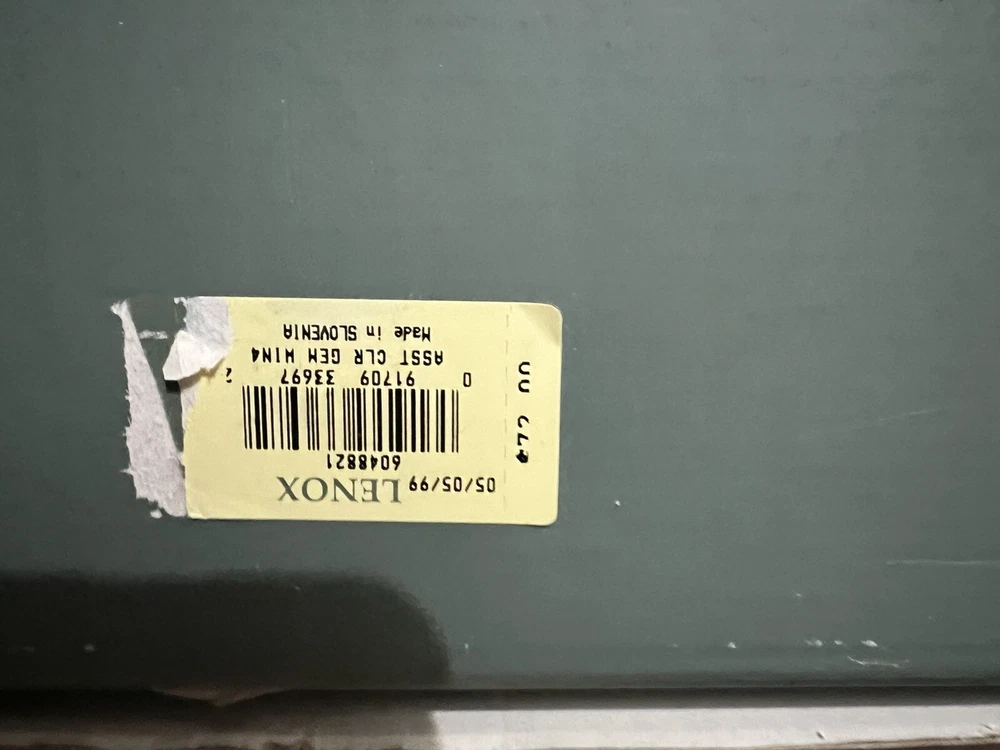 05/05/99 LENOX
6048821
0 91709 33697 2
ASST CLR GEM WIN4
Made in SLOVENIA